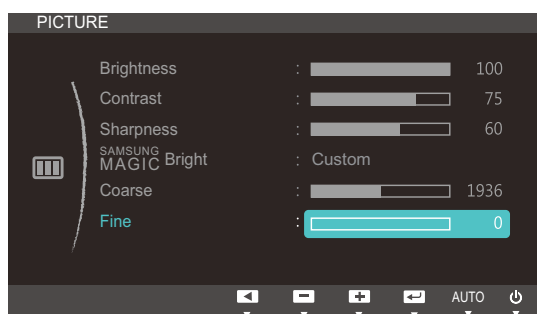 PICTURE
Brightness : 100
Contrast : 75
Sharpness : 60
SAMSUNG
MAGIC Bright : Custom
Coarse : 1936
Fine : 0
AUTO